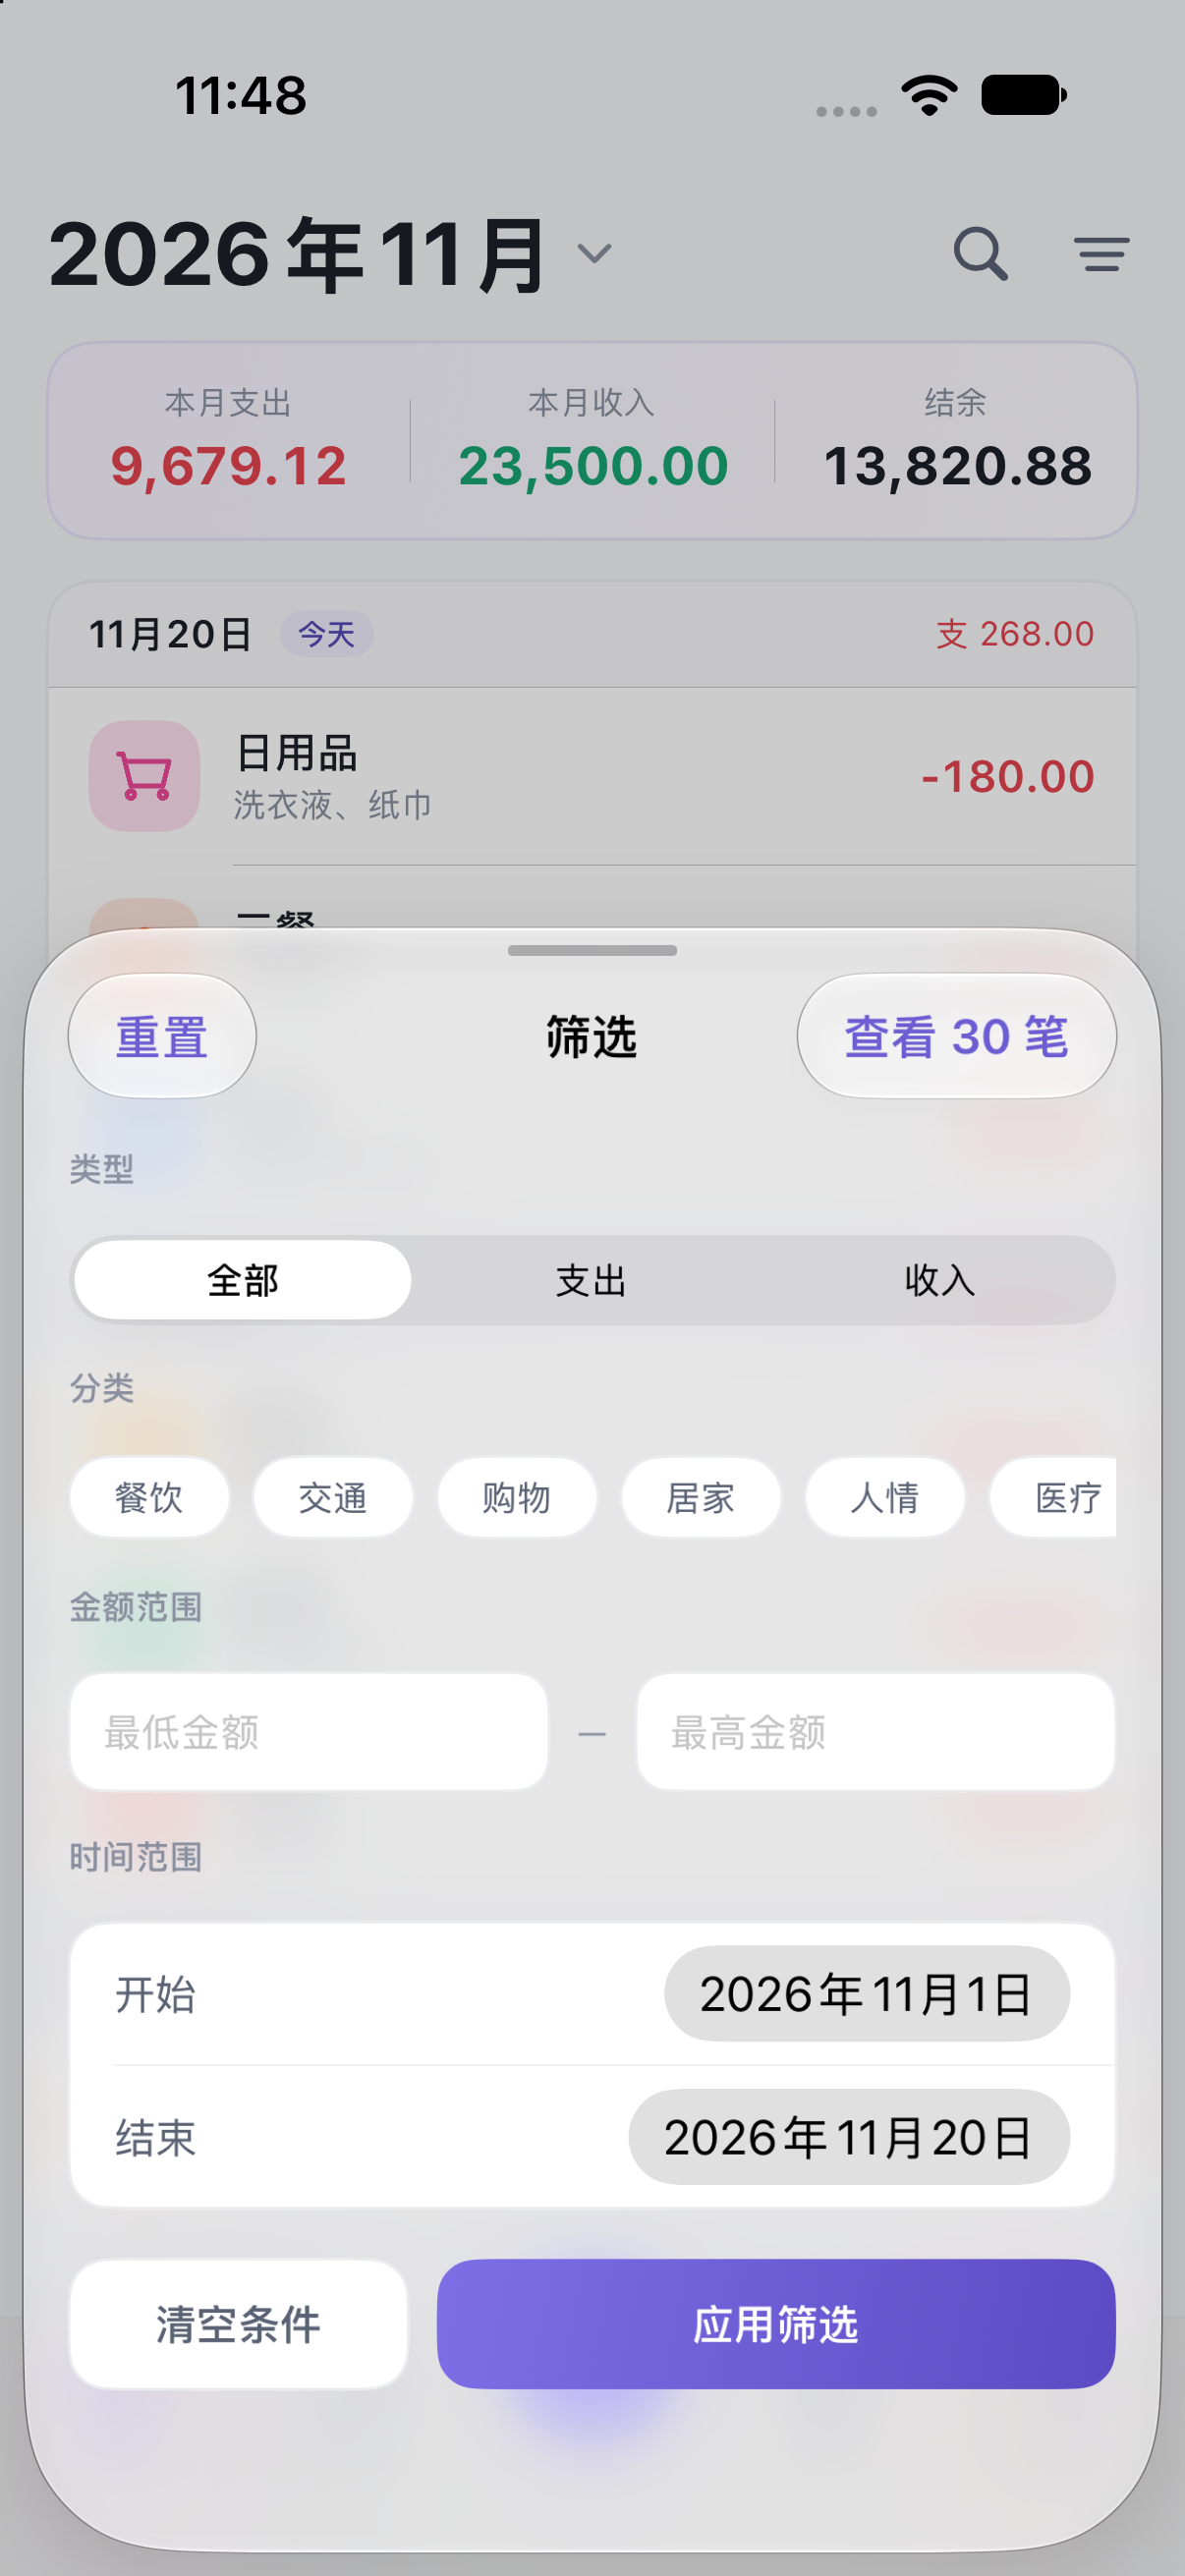 11:48
2026年11月
本月支出 本月收入 结余
9,679.12 23,500.00 13,820.88
11月20日 今天 支 268.00
日用品
洗衣液、纸巾
-180.00
重置 筛选 查看 30 笔
类型
全部 支出 收入
分类
餐饮 交通 购物 居家 人情 医疗
金额范围
最低金额 – 最高金额
时间范围
开始 2026年11月1日
结束 2026年11月20日
清空条件 应用筛选